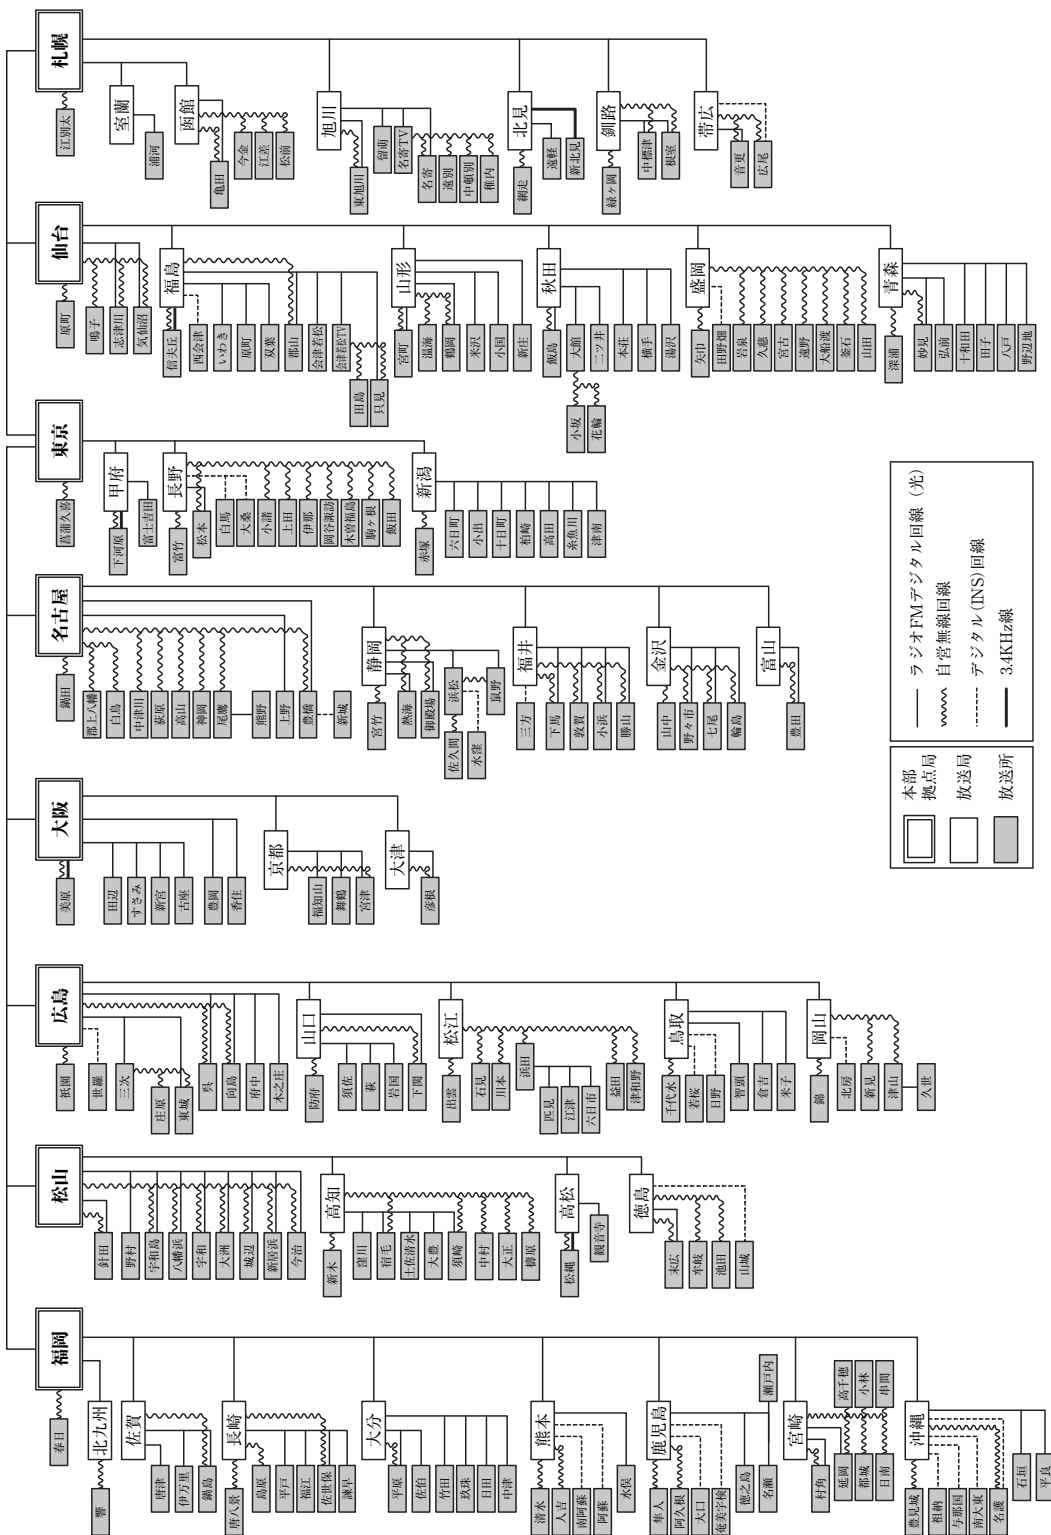 札幌
江別太
室蘭
浦河
函館
亀田
今金
江差
松前
旭川
東旭川
留萌
名寄TV
名寄
遠別
中頓別
稚内
北見
網走
遠軽
新北見
釧路
緑ヶ岡
中標津
根室
帯広
音更
広尾
仙台
原町
鳴子
志津川
気仙沼
福島
信夫丘
西会津
いわき
原町
双葉
郡山
会津若松
会津若松TV
田島
只見
山形
宮町
温海
鶴岡
米沢
小国
新庄
秋田
飯島
大館
二ツ井
小坂
花輪
本荘
横手
湯沢
盛岡
矢巾
田野畑
岩泉
久慈
宮古
遠野
大船渡
釜石
山田
青森
深浦
妙見
弘前
十和田
田子
八戸
野辺地
東京
菖蒲久喜
甲府
下河原
富士吉田
長野
富竹
松本
白馬
大桑
小諸
上田
伊那
岡谷諏訪
木曽福島
駒ヶ根
飯田
新潟
赤塚
六日町
小出
十日町
柏崎
高田
糸魚川
津南
名古屋
鍋田
郡上八幡
白鳥
中津川
萩原
高山
神岡
尾鷹
熊野
上野
豊橋
新城
静岡
宮竹
熱海
御殿場
浜松
佐久間
水窪
鼠野
福井
三方
下馬
敦賀
小浜
勝山
金沢
山中
野々市
七尾
輪島
富山
豊田
大阪
美原
田辺
すさみ
新宮
古座
豊岡
香住
京都
福知山
舞鶴
宮津
大津
彦根
広島
祇園
世羅
三次
庄原
東城
呉
向島
府中
木之庄
山口
防府
須佐
萩
岩国
下関
松江
出雲
石見
川本
浜田
匹見
江津
六日市
益田
津和野
鳥取
千代水
若桜
日野
智頭
倉吉
米子
岡山
錦
北房
新見
津山
久世
松山
針田
野村
宇和島
八幡浜
宇和
大洲
城辺
新居浜
今治
高知
新木
窪川
宿毛
土佐清水
大豊
須崎
中村
大正
檮原
高松
松縄
観音寺
徳島
末広
牟岐
池田
山城
福岡
春日
北九州
響
佐賀
唐津
伊万里
鍋島
長崎
唐八景
島原
平戸
福江
佐世保
諫早
大分
平原
佐伯
竹田
玖珠
日田
中津
熊本
清水
人吉
南阿蘇
阿蘇
水俣
鹿児島
隼人
阿久根
大口
奄美宇検
徳之島
名瀬
瀬戸内
宮崎
村角
延岡
都城
日南
高千穂
小林
串間
沖縄
豊見城
祖納
与那国
南大東
名護
石垣
平良
本部
拠点局
放送局
放送所
ラジオFMデジタル回線（光）
自営無線回線
デジタル(INS)回線
3.4KHz線